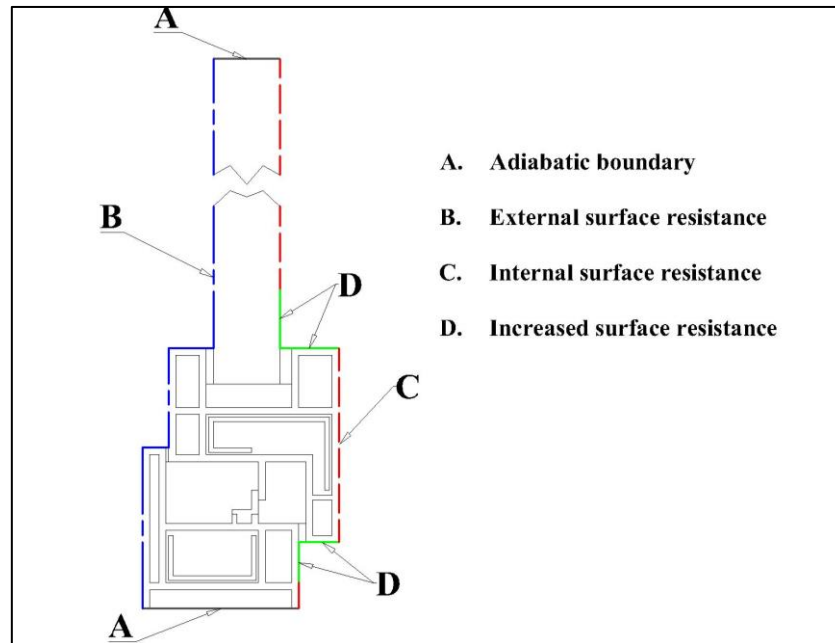 A
B
D
C
D
A
A. Adiabatic boundary
B. External surface resistance
C. Internal surface resistance
D. Increased surface resistance